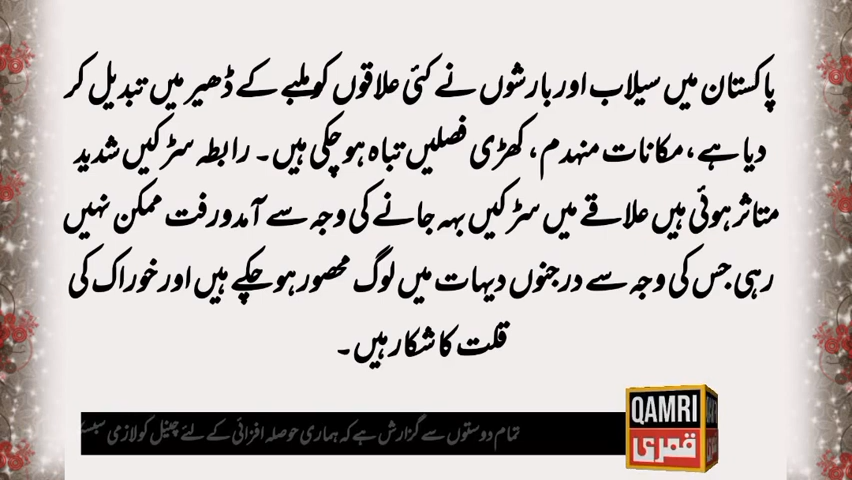 پاکستان میں سیلاب اور بارشوں نے کئی علاقوں کو ملبے کے ڈھیر میں تبدیل کر
دیا ہے، مکانات منہدم، کھڑی فصلیں تباہ ہو چکی ہیں۔ رابطہ سڑکیں شدید
متاثر ہوئی ہیں علاقے میں سڑکیں بہہ جانے کی وجہ سے آمدورفت ممکن نہیں
رہی جس کی وجہ سے درجنوں دیہات میں لوگ محصور ہو چکے ہیں اور خوراک کی
قلت کا شکار ہیں۔
تمام دوستوں سے گزارش ہے کہ ہماری حوصلہ افزائی کے لئے چینل کو لازمی
QAMRI
قمری